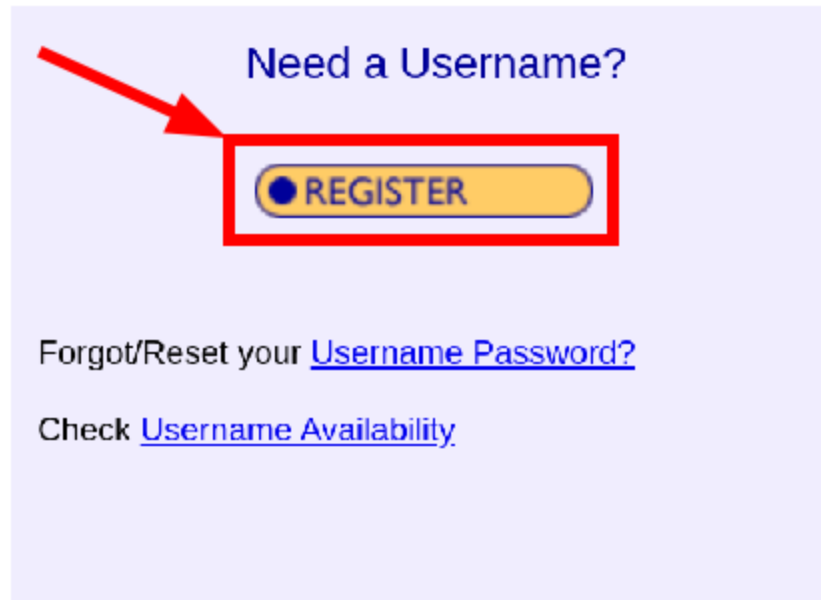 Need a Username?
REGISTER
Forgot/Reset your Username Password?
Check Username Availability